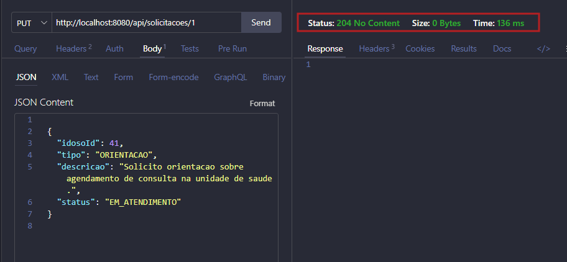 PUT http://localhost:8080/api/solicitacoes/1 Send
Query Headers 2 Auth Body 1 Tests Pre Run
JSON XML Text Form Form-encode GraphQL Binary
JSON Content Format
1
2 {
3 "idosoId": 41,
4 "tipo": "ORIENTACAO",
5 "descricao": "Solicito orientacao sobre
agendamento de consulta na unidade de saude
.",
6 "status": "EM_ATENDIMENTO"
7 }
8
Status: 204 No Content Size: 0 Bytes Time: 136 ms
Response Headers 3 Cookies Results Docs </>
1